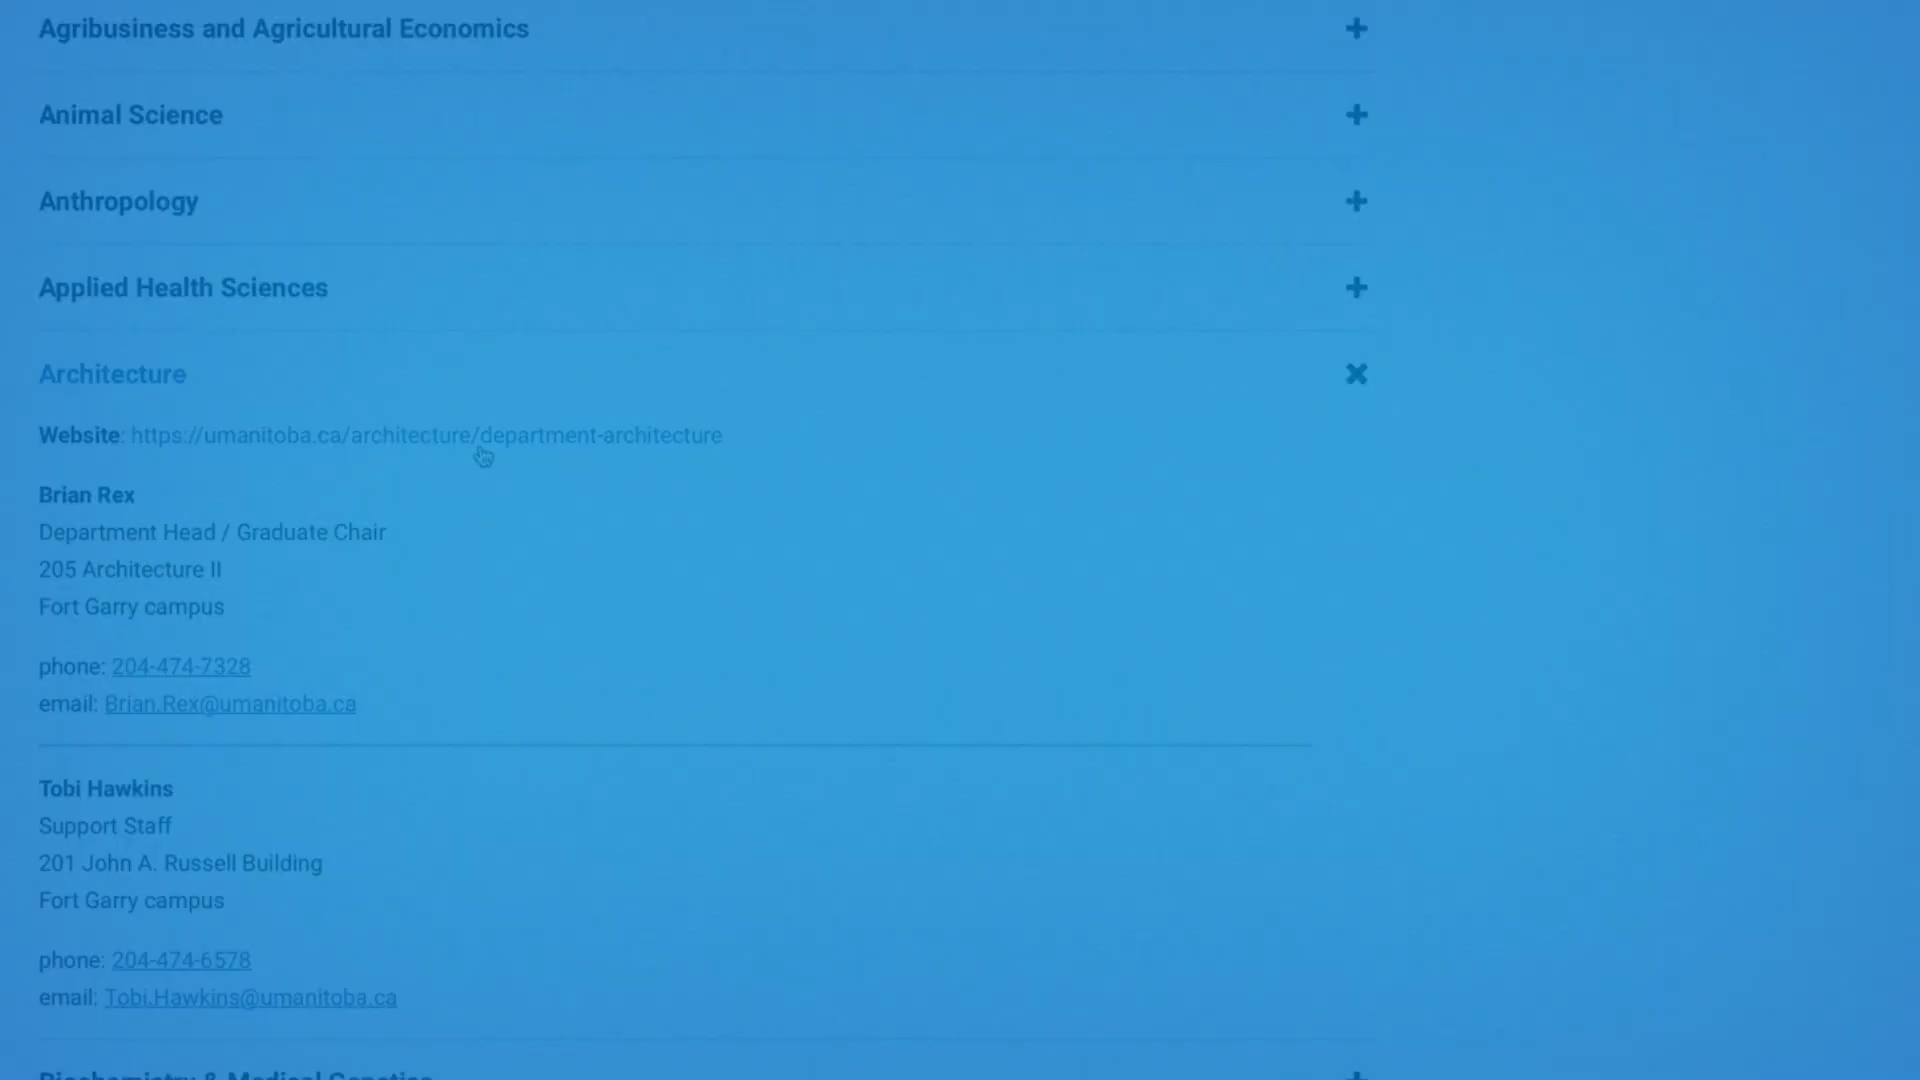 Agribusiness and Agricultural Economics
Animal Science
Anthropology
Applied Health Sciences
Architecture
Website: https://umanitoba.ca/architecture/department-architecture
Brian Rex
Department Head / Graduate Chair
205 Architecture II
Fort Garry campus
phone: 204-474-7328
email: Brian.Rex@umanitoba.ca
Tobi Hawkins
Support Staff
201 John A. Russell Building
Fort Garry campus
phone: 204-474-6578
email: Tobi.Hawkins@umanitoba.ca
Biochemistry & Medical Genetics